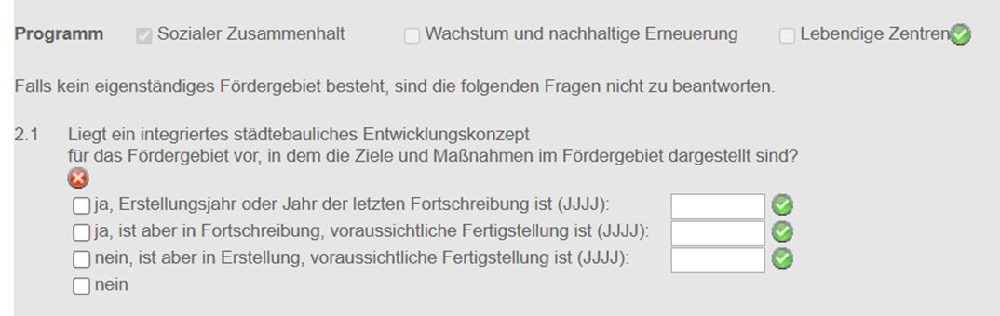 Programm Sozialer Zusammenhalt Wachstum und nachhaltige Erneuerung Lebendige Zentren
Falls kein eigenständiges Fördergebiet besteht, sind die folgenden Fragen nicht zu beantworten.
2.1 Liegt ein integriertes städtebauliches Entwicklungskonzept
für das Fördergebiet vor, in dem die Ziele und Maßnahmen im Fördergebiet dargestellt sind?
ja, Erstellungsjahr oder Jahr der letzten Fortschreibung ist (JJJJ):
ja, ist aber in Fortschreibung, voraussichtliche Fertigstellung ist (JJJJ):
nein, ist aber in Erstellung, voraussichtliche Fertigstellung ist (JJJJ):
nein